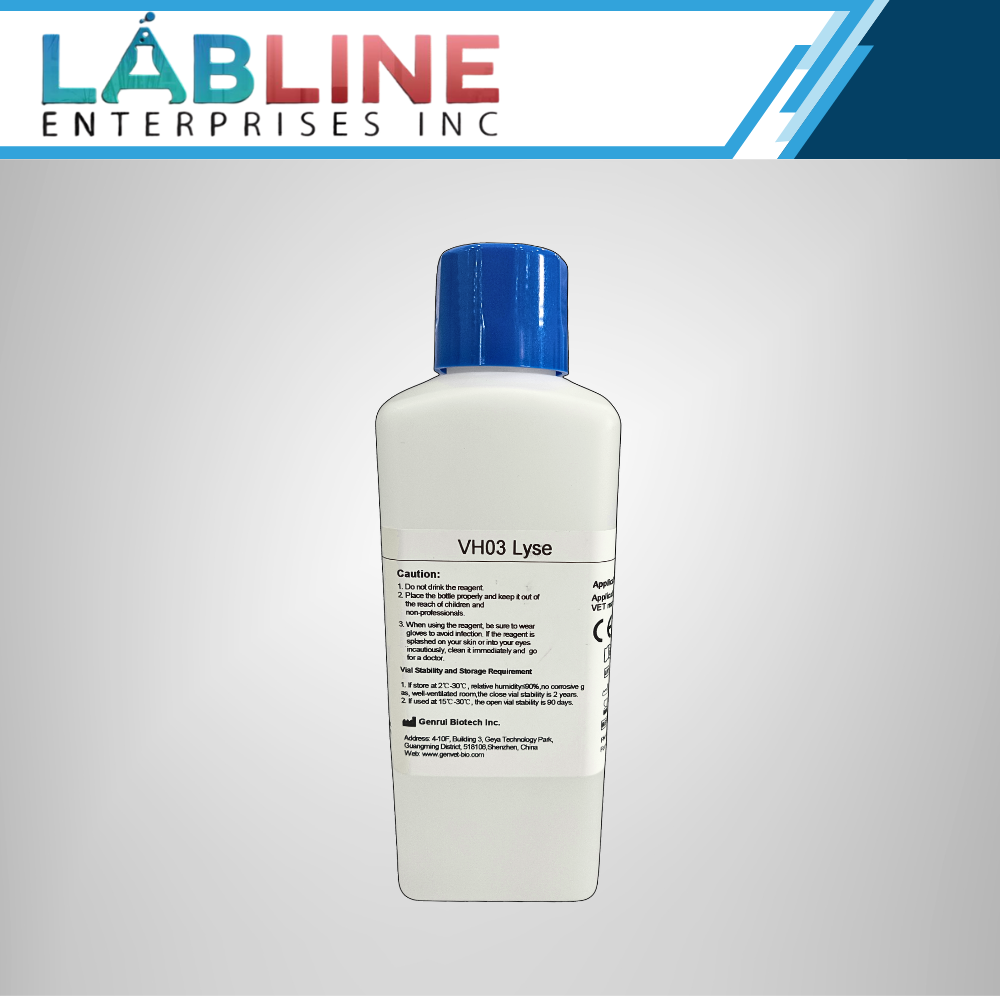 LABLINE
ENTERPRISES INC
VH03 Lyse
Caution:
1. Do not drink the reagent.
2. Place the bottle properly and keep it out of
the reach of children and
non-professionals.
3. When using the reagent, be sure to wear
gloves to avoid infection. If the reagent is
splashed on your skin or into your eyes
incautiously, clean it immediately and go
for a doctor.
Vial Stability and Storage Requirement
1. If store at 2℃-30℃, relative humidity≤90%,no corrosive g
as, well-ventilated room,the close vial stability is 2 years.
2. If used at 15℃-30℃, the open vial stability is 90 days.
Genrui Biotech Inc.
Address: 4-10F, Building 3, Geya Technology Park,
Guangming District, 518106,Shenzhen, China
Web: www.genvet-bio.com
VET